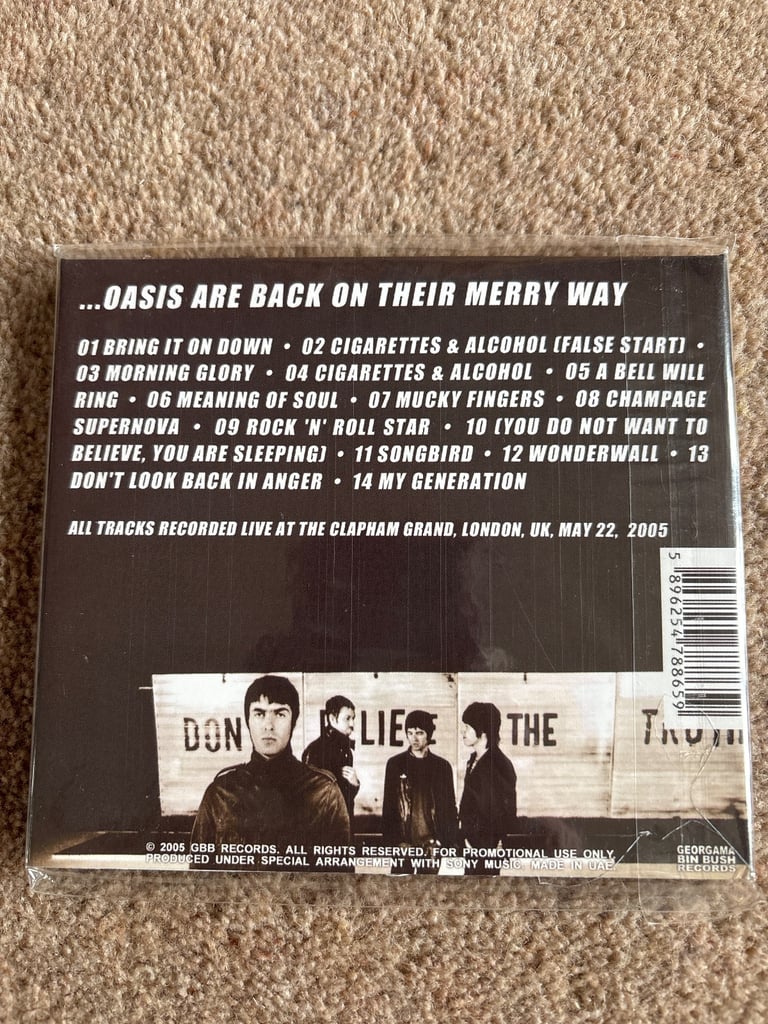 ...OASIS ARE BACK ON THEIR MERRY WAY
01 BRING IT ON DOWN • 02 CIGARETTES & ALCOHOL (FALSE START) •
03 MORNING GLORY • 04 CIGARETTES & ALCOHOL • 05 A BELL WILL
RING • 06 MEANING OF SOUL • 07 MUCKY FINGERS • 08 CHAMPAGE
SUPERNOVA • 09 ROCK 'N' ROLL STAR • 10 (YOU DO NOT WANT TO
BELIEVE, YOU ARE SLEEPING) • 11 SONGBIRD • 12 WONDERWALL • 13
DON'T LOOK BACK IN ANGER • 14 MY GENERATION
ALL TRACKS RECORDED LIVE AT THE CLAPHAM GRAND, LONDON, UK, MAY 22, 2005
5 896254 788659
DON LIEVE THE TRUTH
© 2005 GBB RECORDS. ALL RIGHTS RESERVED. FOR PROMOTIONAL USE ONLY
PRODUCED UNDER SPECIAL ARRANGEMENT WITH SONY MUSIC. MADE IN UAE.
GEORGAMA
BIN BUSH
RECORDS